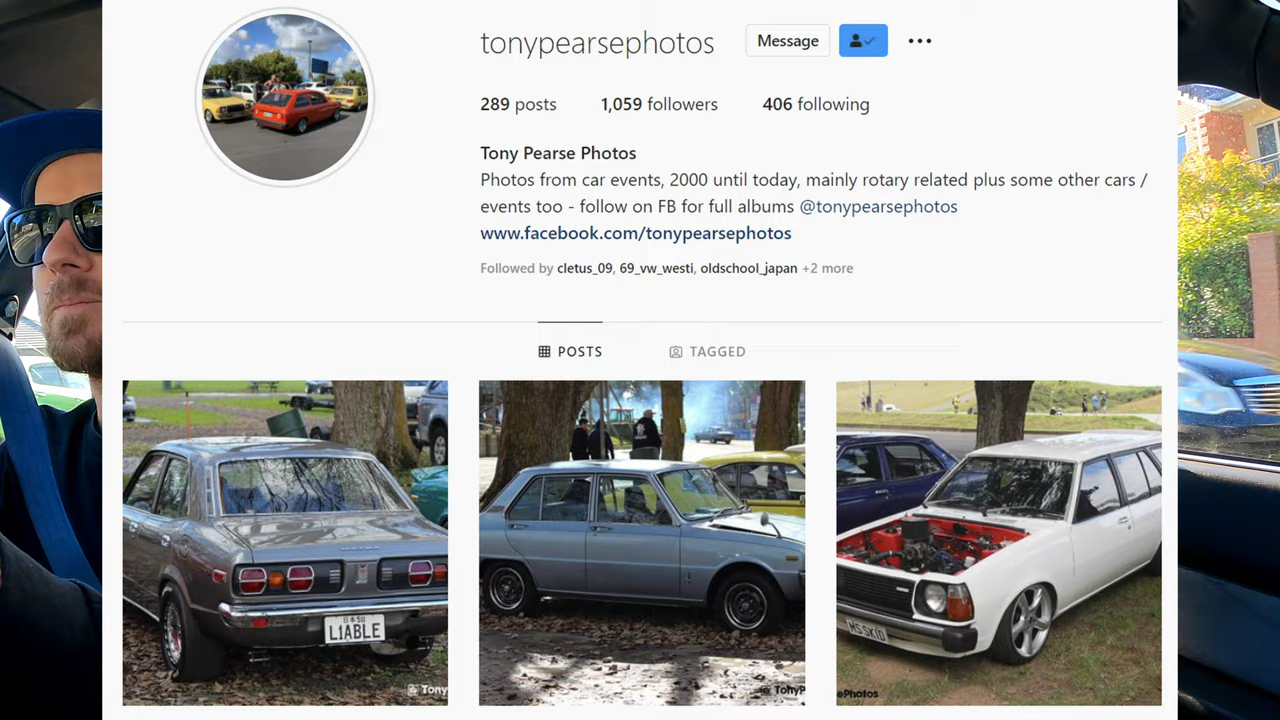 tonypearsephotos
Message
289 posts
1,059 followers
406 following
Tony Pearse Photos
Photos from car events, 2000 until today, mainly rotary related plus some other cars /
events too - follow on FB for full albums @tonypearsephotos
www.facebook.com/tonypearsephotos
Followed by cletus_09, 69_vw_westi, oldschool_japan +2 more
POSTS
TAGGED
L1ABLE
MS SKID
Tony
TonyP
ePhotos